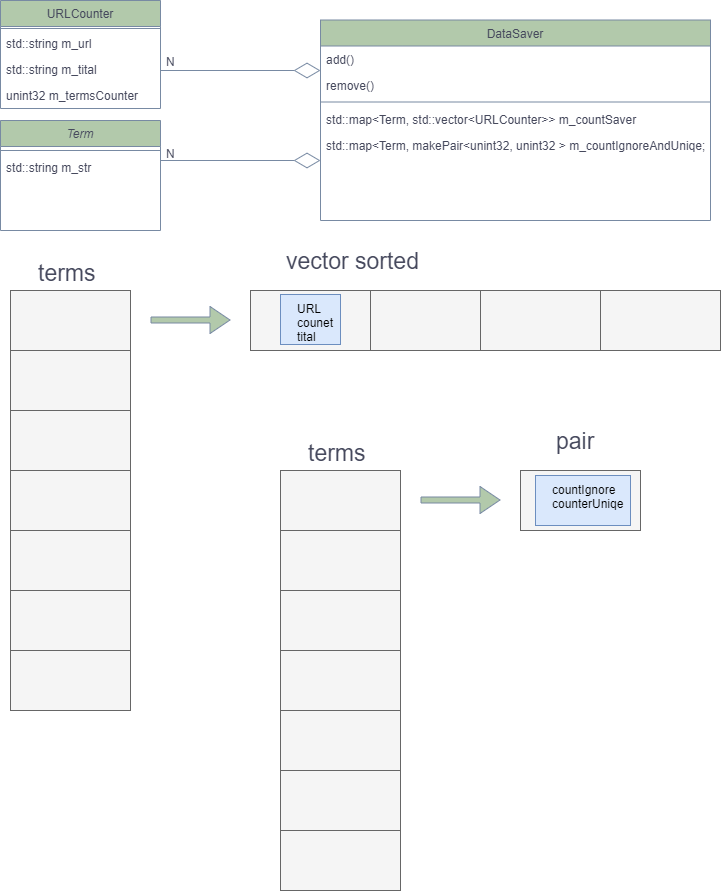 URLCounter
std::string m_url
std::string m_tital
unint32 m_termsCounter
N
Term
std::string m_str
N
DataSaver
add()
remove()
std::map<Term, std::vector<URLCounter>> m_countSaver
std::map<Term, makePair<unint32, unint32 > m_countIgnoreAndUniqe;
terms
vector sorted
URL
counet
tital
terms
pair
countIgnore
counterUniqe